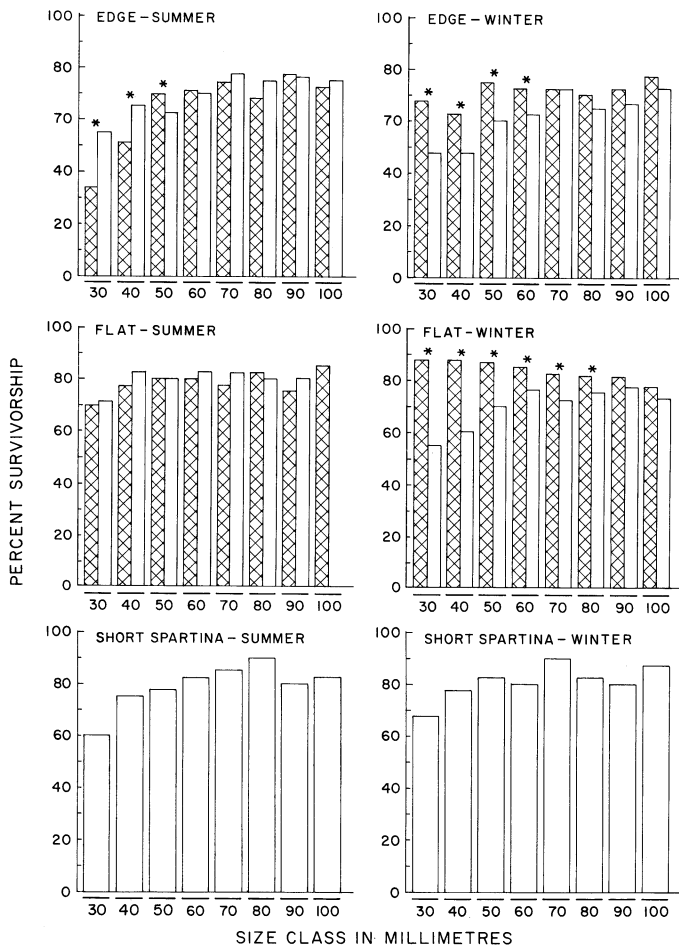 PERCENT SURVIVORSHIP
EDGE – SUMMER
100
80
70
40
20
0
* * *
30 40 50 60 70 80 90 100
EDGE – WINTER
100
80
70
40
20
0
* * * *
30 40 50 60 70 80 90 100
FLAT – SUMMER
100
80
60
40
20
0
30 40 50 60 70 80 90 100
FLAT – WINTER
100
80
60
40
20
0
* * * * * *
30 40 50 60 70 80 90 100
SHORT SPARTINA – SUMMER
100
80
60
40
20
0
30 40 50 60 70 80 90 100
SHORT SPARTINA – WINTER
100
80
60
40
20
0
30 40 50 60 70 80 90 100
SIZE CLASS IN MILLIMETRES